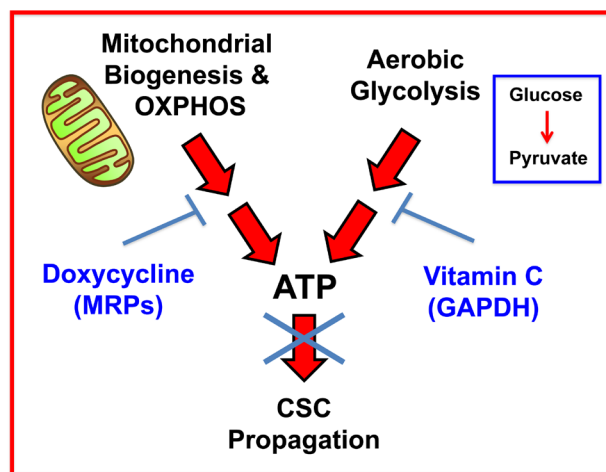 Mitochondrial
Biogenesis &
OXPHOS
Aerobic
Glycolysis
Glucose
Pyruvate
Doxycycline
(MRPs)
ATP
Vitamin C
(GAPDH)
CSC
Propagation